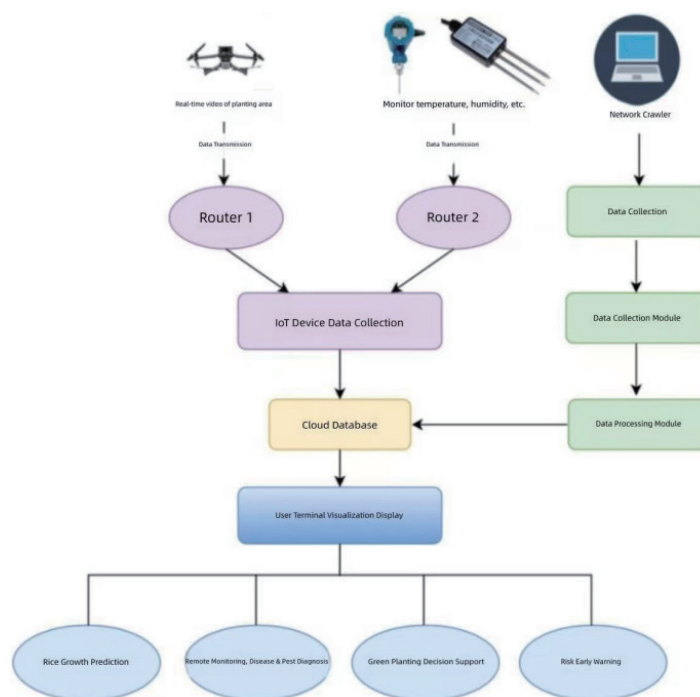 Real-time video of planting area
Monitor temperature, humidity, etc.
Network Crawler
Data Transmission
Data Transmission
Router 1
Router 2
Data Collection
IoT Device Data Collection
Data Collection Module
Cloud Database
Data Processing Module
User Terminal Visualization Display
Rice Growth Prediction
Remote Monitoring, Disease & Pest Diagnosis
Green Planting Decision Support
Risk Early Warning